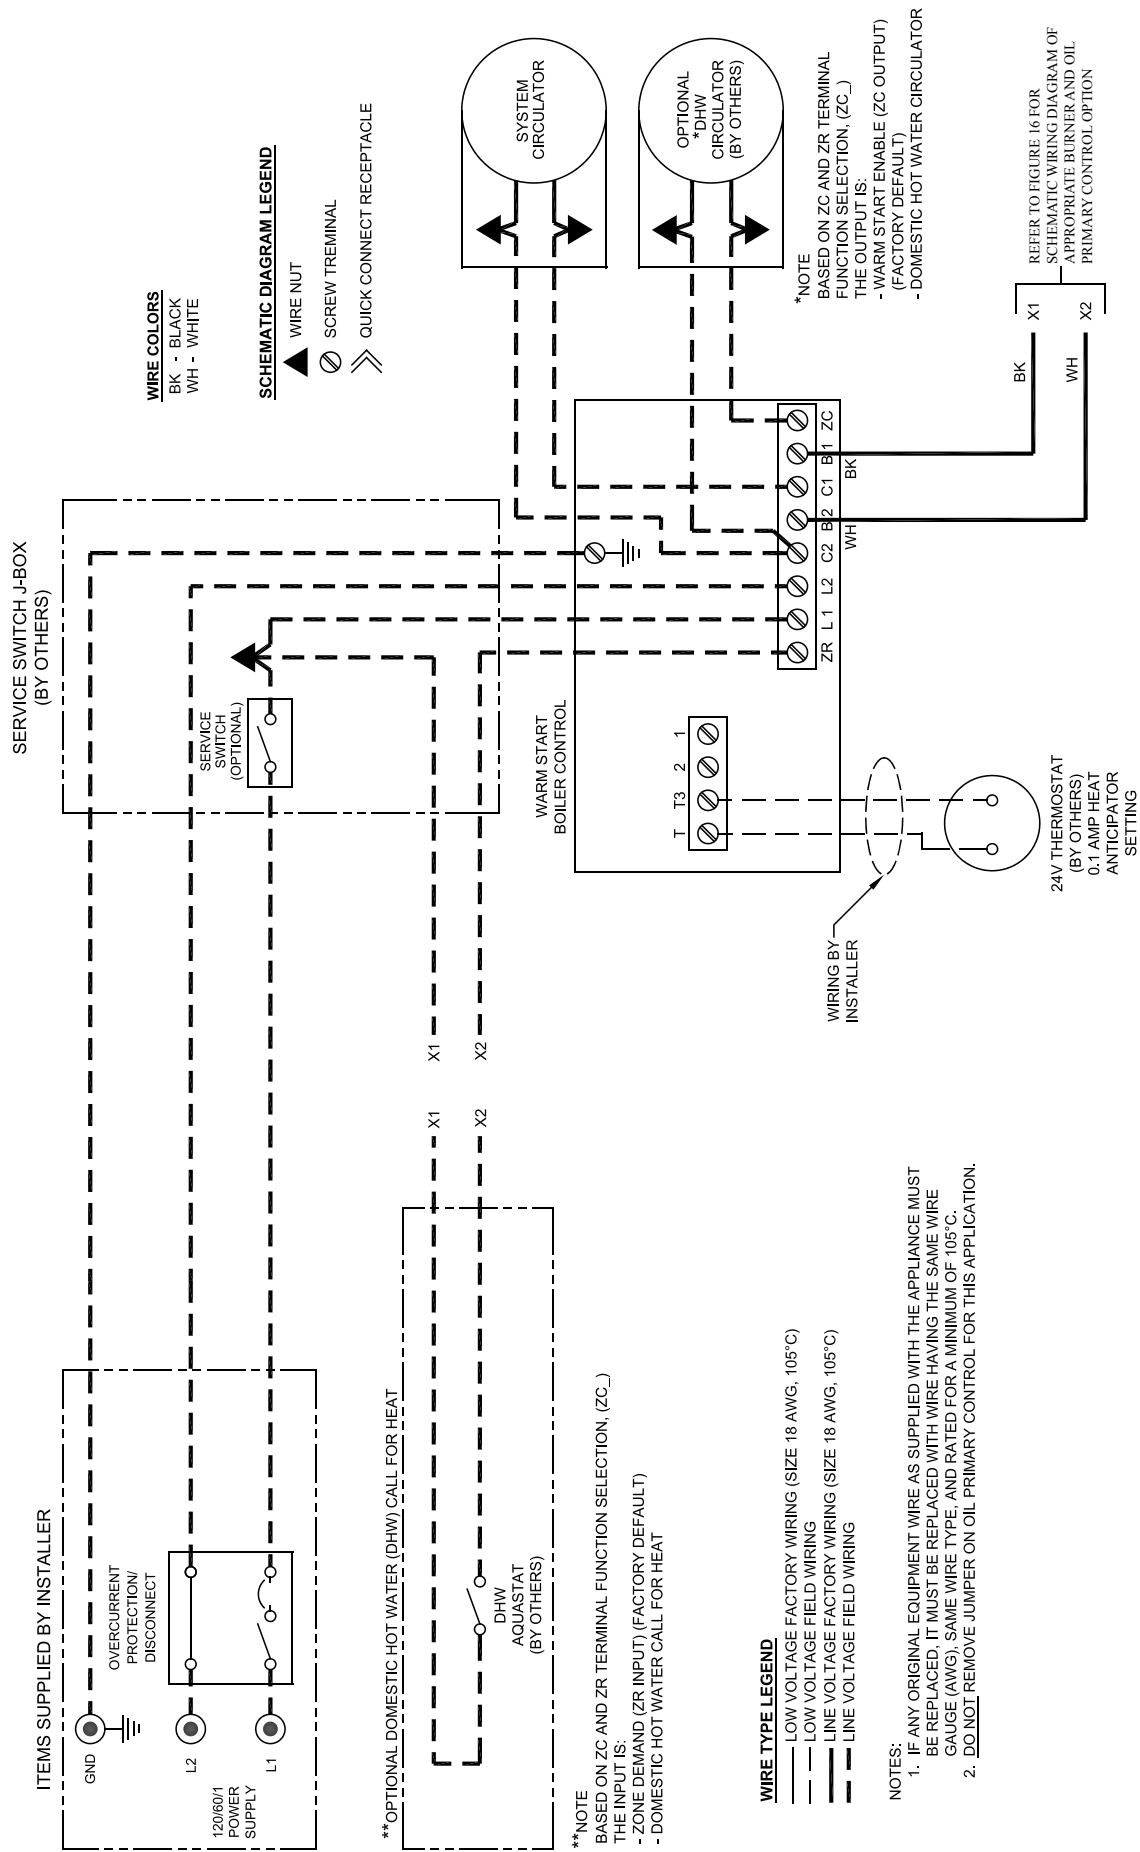 ITEMS SUPPLIED BY INSTALLER
GND
L2
L1
120/60/1
POWER
SUPPLY
OVERCURRENT
PROTECTION/
DISCONNECT
SERVICE SWITCH J-BOX
(BY OTHERS)
SERVICE
SWITCH
(OPTIONAL)
WIRE COLORS
BK - BLACK
WH - WHITE
SCHEMATIC DIAGRAM LEGEND
WIRE NUT
SCREW TREMINAL
QUICK CONNECT RECEPTACLE
**OPTIONAL DOMESTIC HOT WATER (DHW) CALL FOR HEAT
X1
X2
X1
X2
DHW
AQUASTAT
(BY OTHERS)
**NOTE
BASED ON ZC AND ZR TERMINAL FUNCTION SELECTION, (ZC_)
THE INPUT IS:
- ZONE DEMAND (ZR INPUT) (FACTORY DEFAULT)
- DOMESTIC HOT WATER CALL FOR HEAT
WARM START
BOILER CONTROL
T
T3
2
1
ZR
L 1
L2
C2
B 2
C1
B 1
ZC
WH
BK
SYSTEM
CIRCULATOR
OPTIONAL
*DHW
CIRCULATOR
(BY OTHERS)
*NOTE
BASED ON ZC AND ZR TERMINAL
FUNCTION SELECTION, (ZC_)
THE OUTPUT IS:
- WARM START ENABLE (ZC OUTPUT)
(FACTORY DEFAULT)
- DOMESTIC HOT WATER CIRCULATOR
BK
WH
X1
X2
REFER TO FIGURE 16 FOR
SCHEMATIC WIRING DIAGRAM OF
APPROPRIATE BURNER AND OIL
PRIMARY CONTROL OPTION
WIRING BY
INSTALLER
24V THERMOSTAT
(BY OTHERS)
0.1 AMP HEAT
ANTICIPATOR
SETTING
WIRE TYPE LEGEND
LOW VOLTAGE FACTORY WIRING (SIZE 18 AWG, 105°C)
LOW VOLTAGE FIELD WIRING
LINE VOLTAGE FACTORY WIRING (SIZE 18 AWG, 105°C)
LINE VOLTAGE FIELD WIRING
NOTES:
1. IF ANY ORIGINAL EQUIPMENT WIRE AS SUPPLIED WITH THE APPLIANCE MUST
BE REPLACED, IT MUST BE REPLACED WITH WIRE HAVING THE SAME WIRE
GAUGE (AWG), SAME WIRE TYPE, AND RATED FOR A MINIMUM OF 105°C.
2. DO NOT REMOVE JUMPER ON OIL PRIMARY CONTROL FOR THIS APPLICATION.